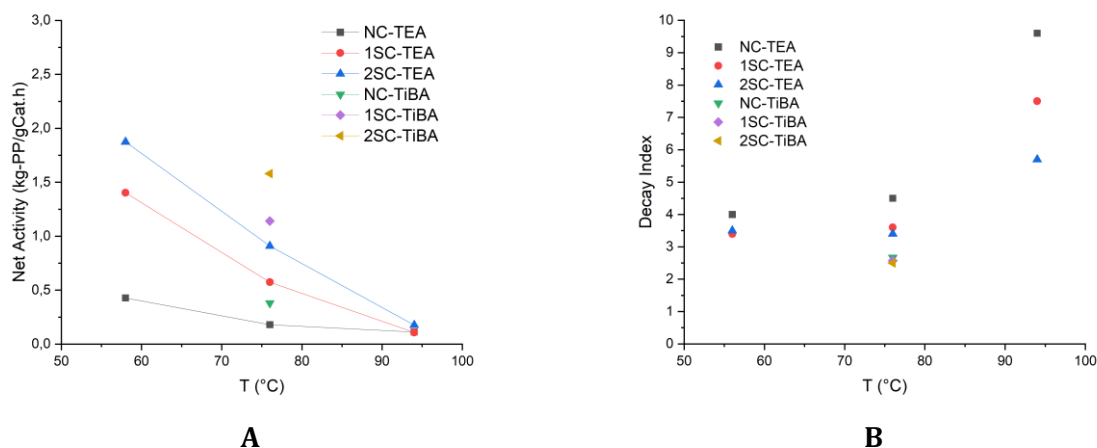 3,0
2,5
2,0
1,5
1,0
0,5
0,0
Net Activity (kg-PP/gCat.h)
NC-TEA
1SC-TEA
2SC-TEA
NC-TiBA
1SC-TiBA
2SC-TiBA
50 60 70 80 90 100
T (°C)
A
10
9
8
7
6
5
4
3
2
1
0
Decay Index
NC-TEA
1SC-TEA
2SC-TEA
NC-TiBA
1SC-TiBA
2SC-TiBA
50 60 70 80 90 100
T (°C)
B